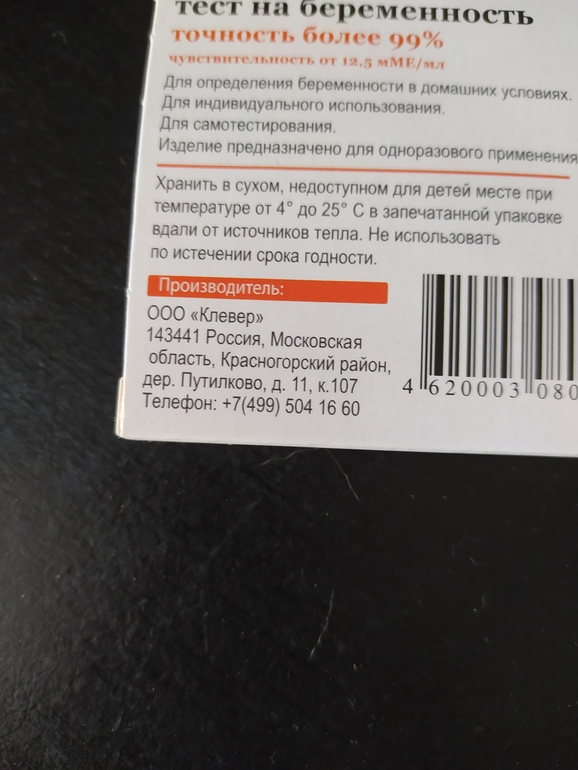 тест на беременность
точность более 99%
чувствительность от 12,5 мМЕ/мл
Для определения беременности в домашних условиях.
Для индивидуального использования.
Для самотестирования.
Изделие предназначено для одноразового применения
Хранить в сухом, недоступном для детей месте при
температуре от 4° до 25° С в запечатанной упаковке
вдали от источников тепла. Не использовать
по истечении срока годности.
Производитель:
ООО «Клевер»
143441 Россия, Московская
область, Красногорский район,
дер. Путилково, д. 11, к.107
Телефон: +7(499) 504 16 60
4 620003 080